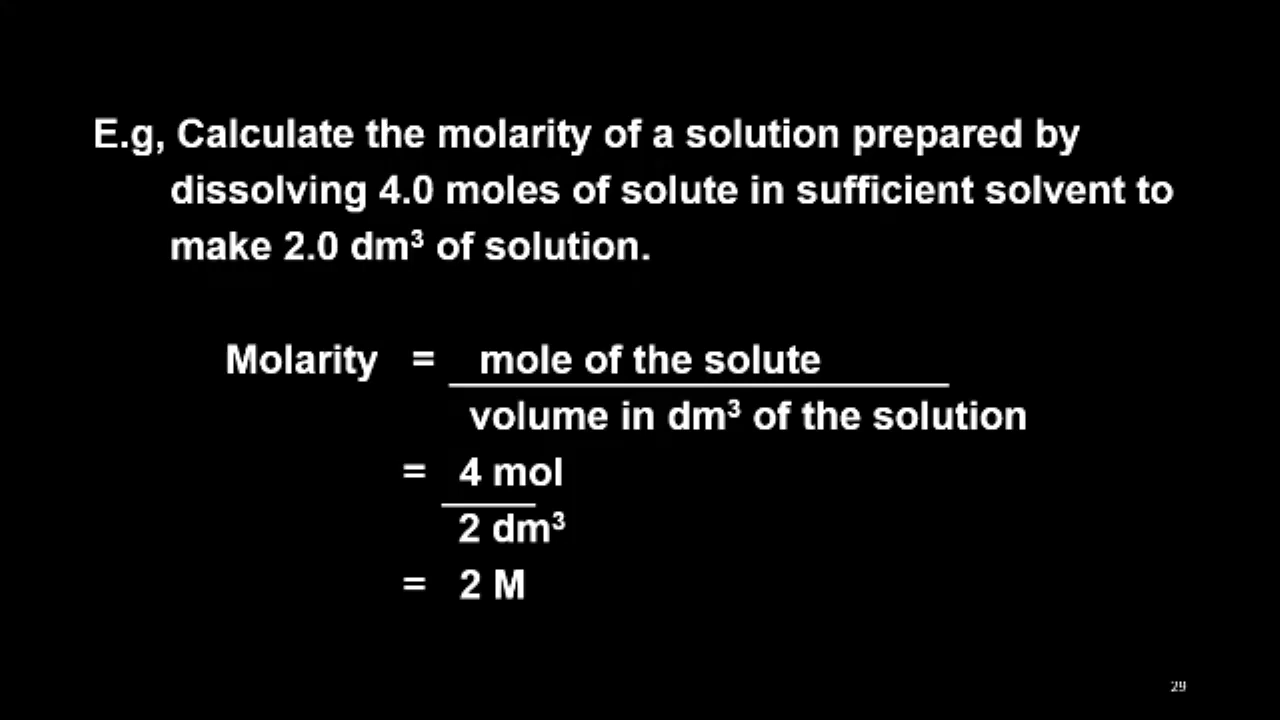 E.g, Calculate the molarity of a solution prepared by
dissolving 4.0 moles of solute in sufficient solvent to
make 2.0 dm³ of solution.
Molarity = mole of the solute
volume in dm³ of the solution
= 4 mol
2 dm³
= 2 M
29